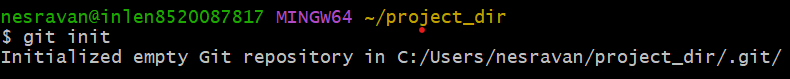 nesravan@inlen8520087817 MINGW64 ~/project_dir
$ git init
Initialized empty Git repository in C:/Users/nesravan/project_dir/.git/